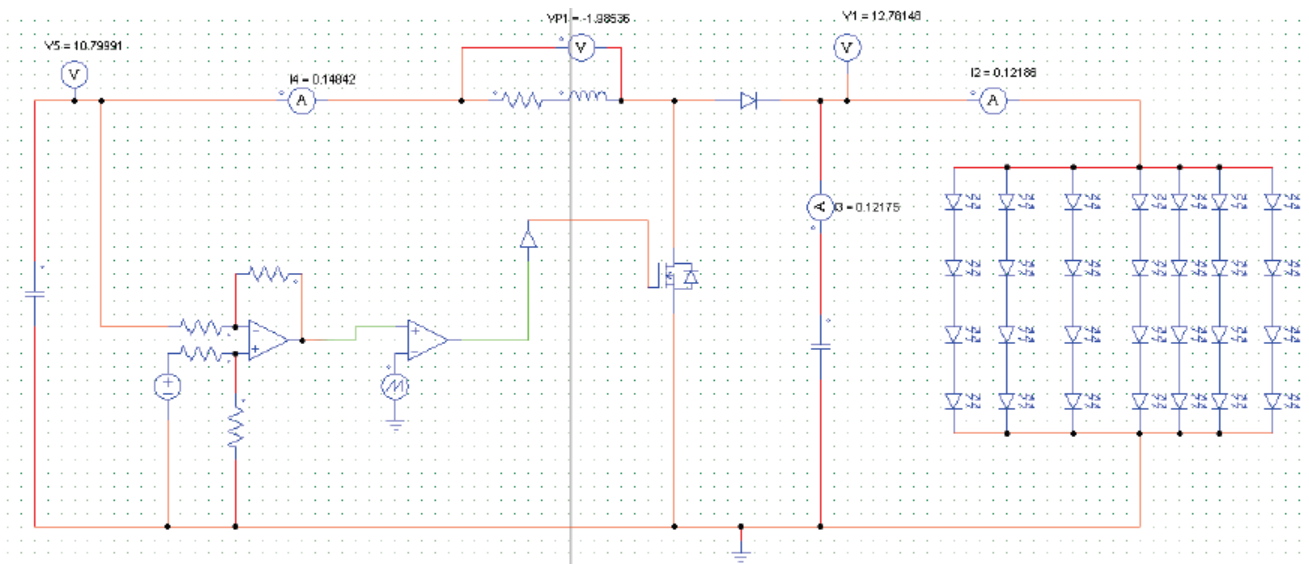 VP1 = -1.98536
V1 = 12.78148
V5 = 10.79991
V
V
V
I4 = 0.14842
I2 = 0.12186
A
A
A
I3 = 0.12175